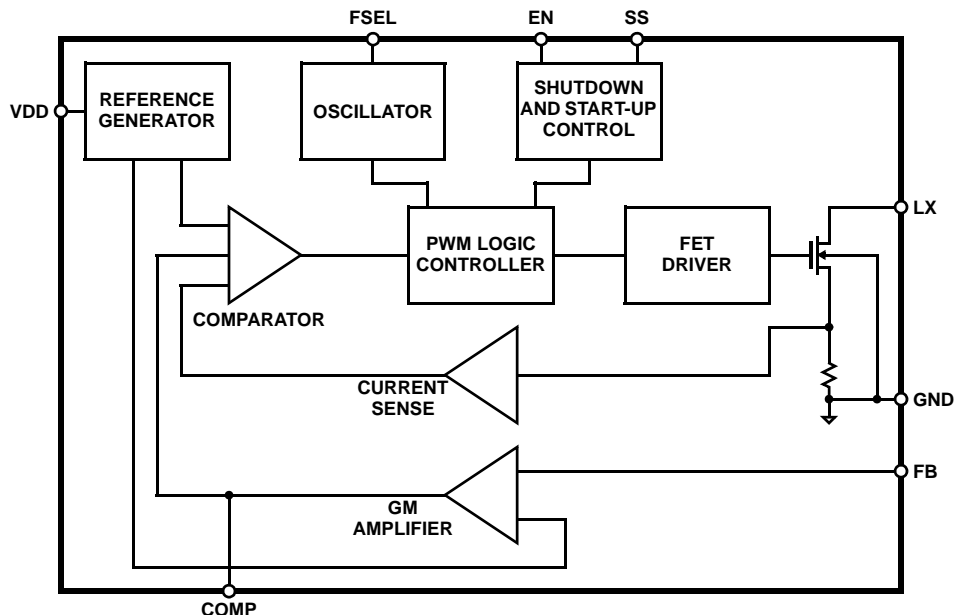 FSEL
EN
SS
VDD
REFERENCE
GENERATOR
OSCILLATOR
SHUTDOWN
AND START-UP
CONTROL
LX
PWM LOGIC
CONTROLLER
FET
DRIVER
COMPARATOR
CURRENT
SENSE
GND
FB
GM
AMPLIFIER
COMP